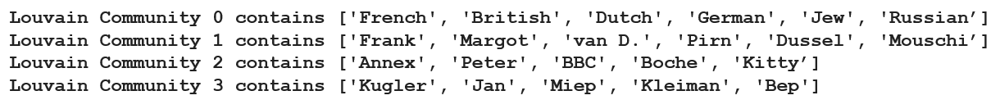 Louvain Community 0 contains ['French', 'British', 'Dutch', 'German', 'Jew', 'Russian’]
Louvain Community 1 contains ['Frank', 'Margot', 'van D.', 'Pirn', 'Dussel', 'Mouschi’]
Louvain Community 2 contains ['Annex', 'Peter', 'BBC', 'Boche', 'Kitty’]
Louvain Community 3 contains ['Kugler', 'Jan', 'Miep', 'Kleiman', 'Bep']